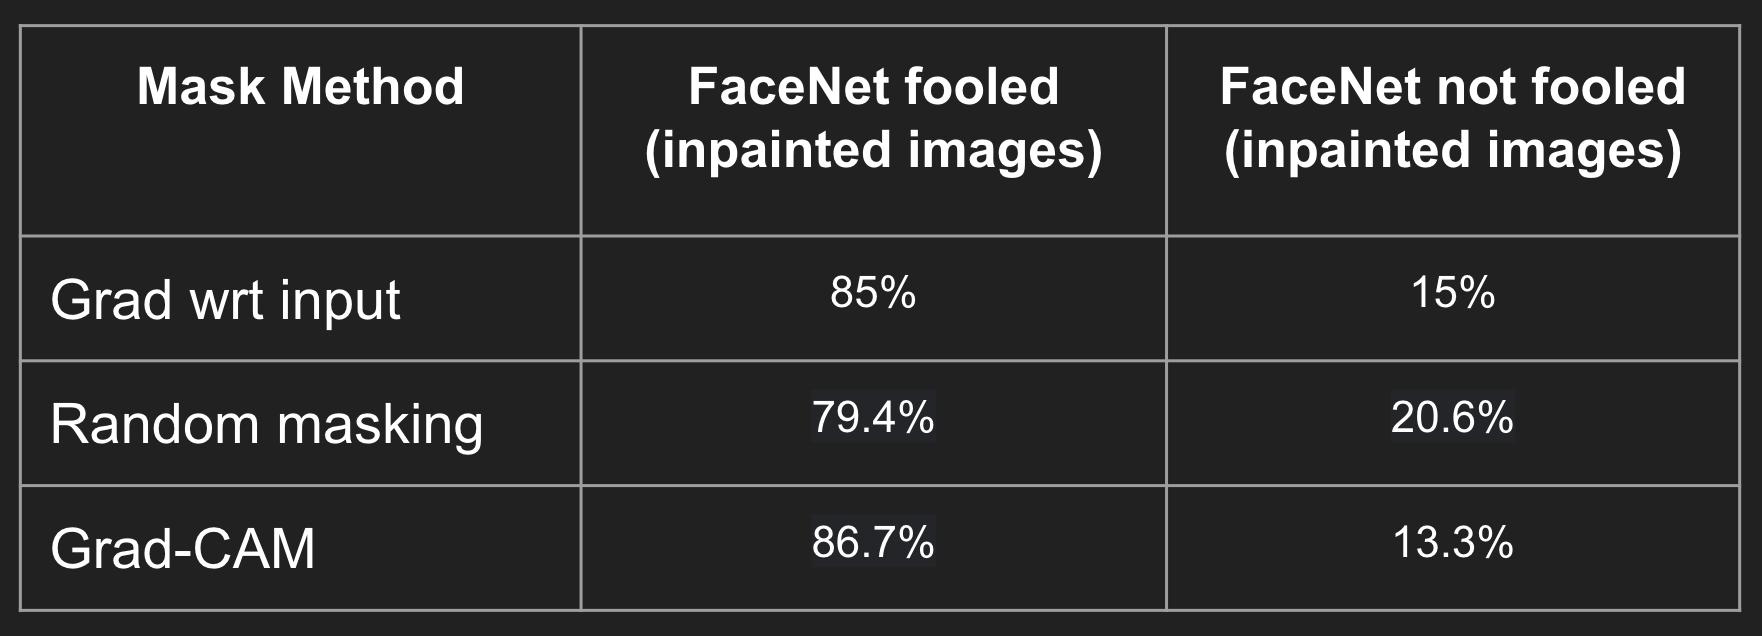 Mask Method
FaceNet fooled
(inpainted images)
FaceNet not fooled
(inpainted images)
Grad wrt input
85%
15%
Random masking
79.4%
20.6%
Grad-CAM
86.7%
13.3%